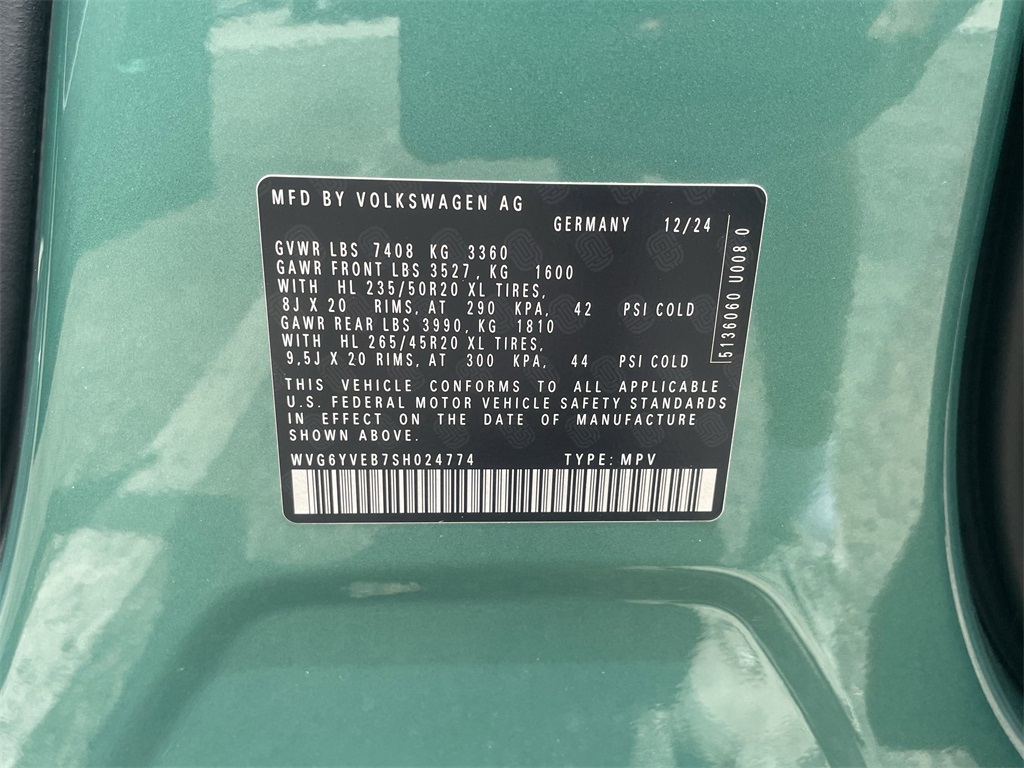 MFD BY VOLKSWAGEN AG
GERMANY 12/24
GVWR LBS 7408 KG 3360
GAWR FRONT LBS 3527, KG 1600
WITH HL 235/50R20 XL TIRES,
8J X 20 RIMS, AT 290 KPA, 42 PSI COLD
GAWR REAR LBS 3990, KG 1810
WITH HL 265/45R20 XL TIRES,
9,5J X 20 RIMS, AT 300 KPA, 44 PSI COLD
THIS VEHICLE CONFORMS TO ALL APPLICABLE
U.S. FEDERAL MOTOR VEHICLE SAFETY STANDARDS
IN EFFECT ON THE DATE OF MANUFACTURE
SHOWN ABOVE.
WVG6YVEB7SH024774 TYPE: MPV
5136060 U008 0